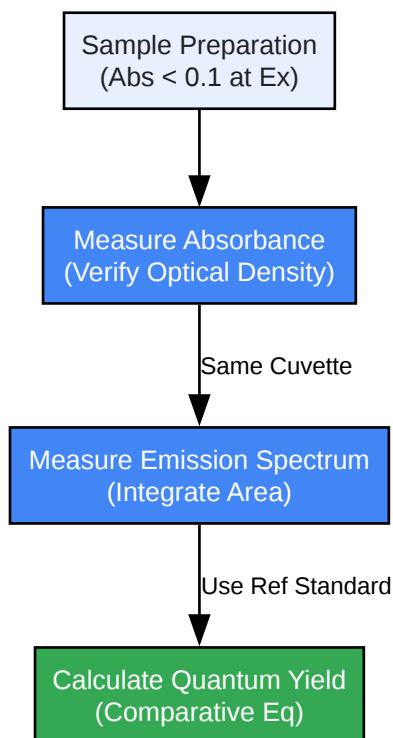 Sample Preparation
(Abs < 0.1 at Ex)
Measure Absorbance
(Verify Optical Density)
Same Cuvette
Measure Emission Spectrum
(Integrate Area)
Use Ref Standard
Calculate Quantum Yield
(Comparative Eq)